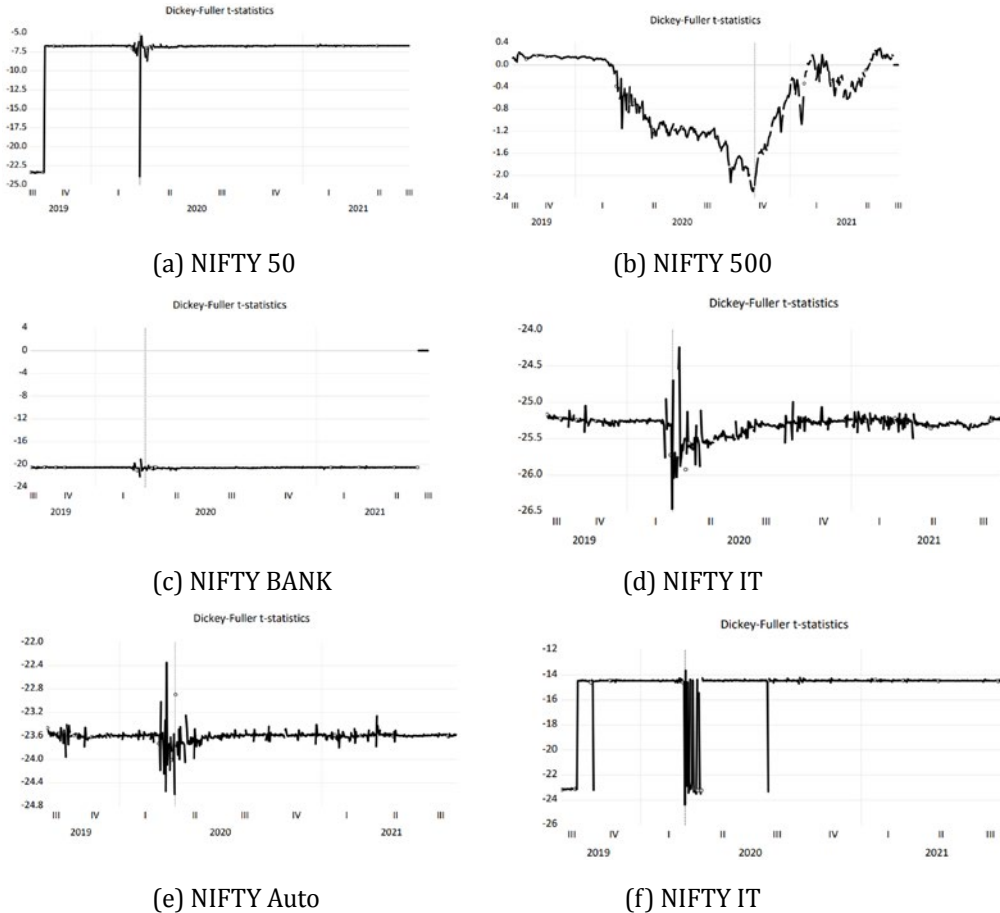 Dickey-Fuller t-statistics
-5.0
-7.5
-10.0
-12.5
-15.0
-17.5
-20.0
-22.5
-25.0
III IV I II III IV I II III
2019 2020 2021
(a) NIFTY 50
Dickey-Fuller t-statistics
0.4
0.0
-0.4
-0.8
-1.2
-1.6
-2.0
-2.4
III IV I II III IV I II III
2019 2020 2021
(b) NIFTY 500
Dickey-Fuller t-statistics
4
0
-4
-8
-12
-16
-20
-24
III IV I II III IV I II III
2019 2020 2021
(c) NIFTY BANK
Dickey-Fuller t-statistics
-24.0
-24.5
-25.0
-25.5
-26.0
-26.5
III IV I II III IV I II III
2019 2020 2021
(d) NIFTY IT
Dickey-Fuller t-statistics
-22.0
-22.4
-22.8
-23.2
-23.6
-24.0
-24.4
-24.8
III IV I II III IV I II III
2019 2020 2021
(e) NIFTY Auto
Dickey-Fuller t-statistics
-12
-14
-16
-18
-20
-22
-24
-26
III IV I II III IV I II III
2019 2020 2021
(f) NIFTY IT